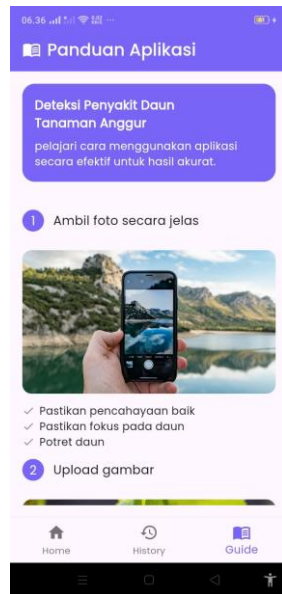 06.36
Panduan Aplikasi
Deteksi Penyakit Daun
Tanaman Anggur
pelajari cara menggunakan aplikasi
secara efektif untuk hasil akurat.
1 Ambil foto secara jelas
Pastikan pencahayaan baik
Pastikan fokus pada daun
Potret daun
2 Upload gambar
Home History Guide